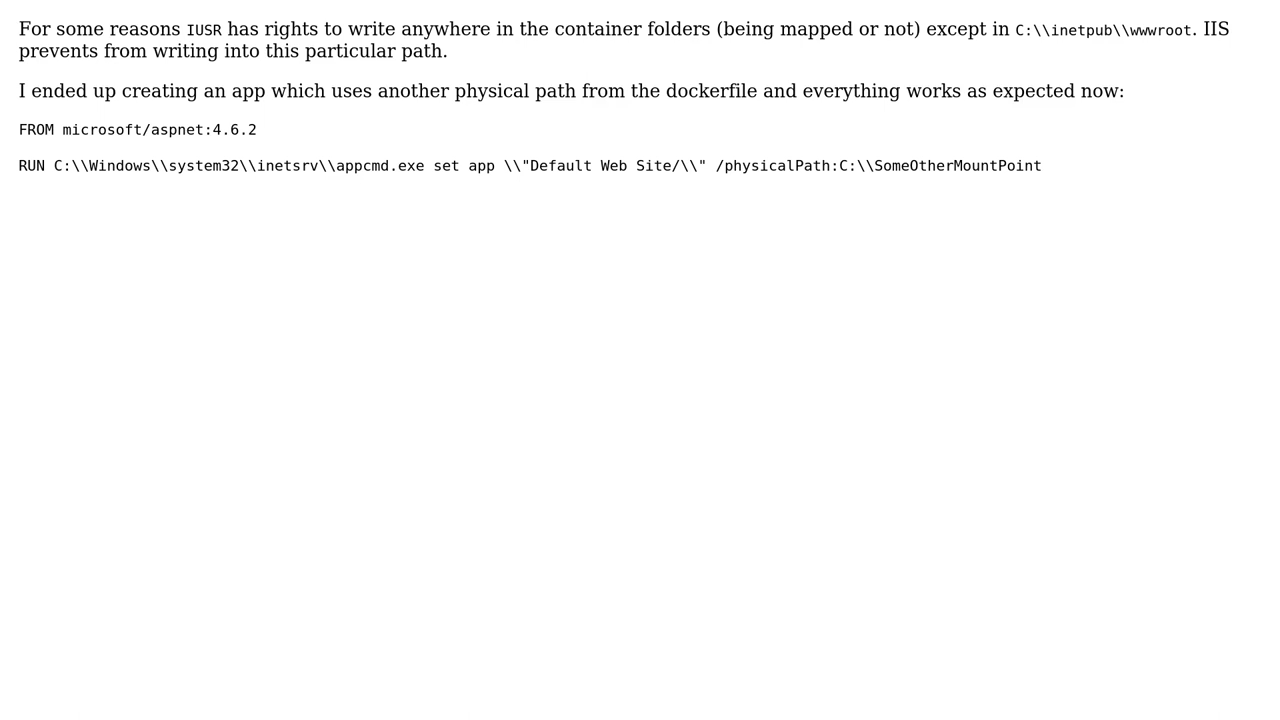 For some reasons IUSR has rights to write anywhere in the container folders (being mapped or not) except in C:\\inetpub\\wwwroot. IIS
prevents from writing into this particular path.
I ended up creating an app which uses another physical path from the dockerfile and everything works as expected now:
FROM microsoft/aspnet:4.6.2
RUN C:\\Windows\\system32\\inetsrv\\appcmd.exe set app \\"Default Web Site/\\" /physicalPath:C:\\SomeOtherMountPoint